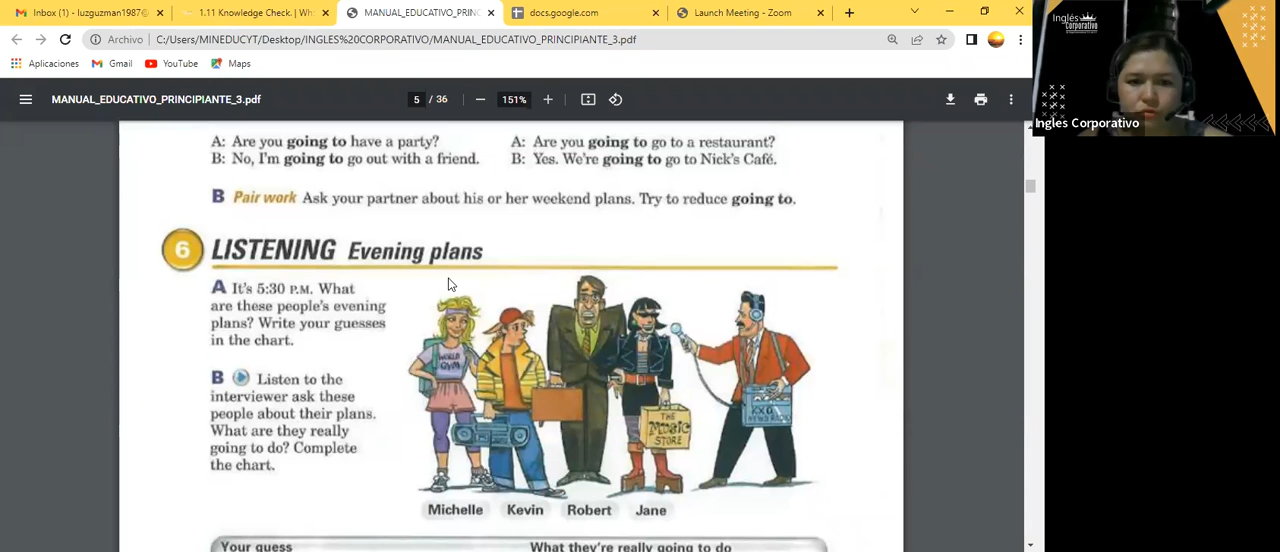 Inbox (1) - luzguzman1987@
1.11 Knowledge Check. | Wh
MANUAL_EDUCATIVO_PRINC
docs.google.com
Launch Meeting - Zoom
Archivo
C:/Users/MINEDUCYT/Desktop/INGLES%20CORPORATIVO/MANUAL_EDUCATIVO_PRINCIPIANTE_3.pdf
Aplicaciones
Gmail
YouTube
Maps
MANUAL_EDUCATIVO_PRINCIPIANTE_3.pdf
5 / 36
151%
A: Are you going to have a party?
B: No, I'm going to go out with a friend.
A: Are you going to go to a restaurant?
B: Yes. We're going to go to Nick's Café.
B Pair work Ask your partner about his or her weekend plans. Try to reduce going to.
6 LISTENING Evening plans
A It's 5:30 P.M. What
are these people's evening
plans? Write your guesses
in the chart.
B Listen to the
interviewer ask these
people about their plans.
What are they really
going to do? Complete
the chart.
WORLD
GYM
THE
Music
STORE
KXQ
NEWS RADIO
Michelle
Kevin
Robert
Jane
Your guess
What they're really going to do
Inglés
Corporativo
Ingles Corporativo